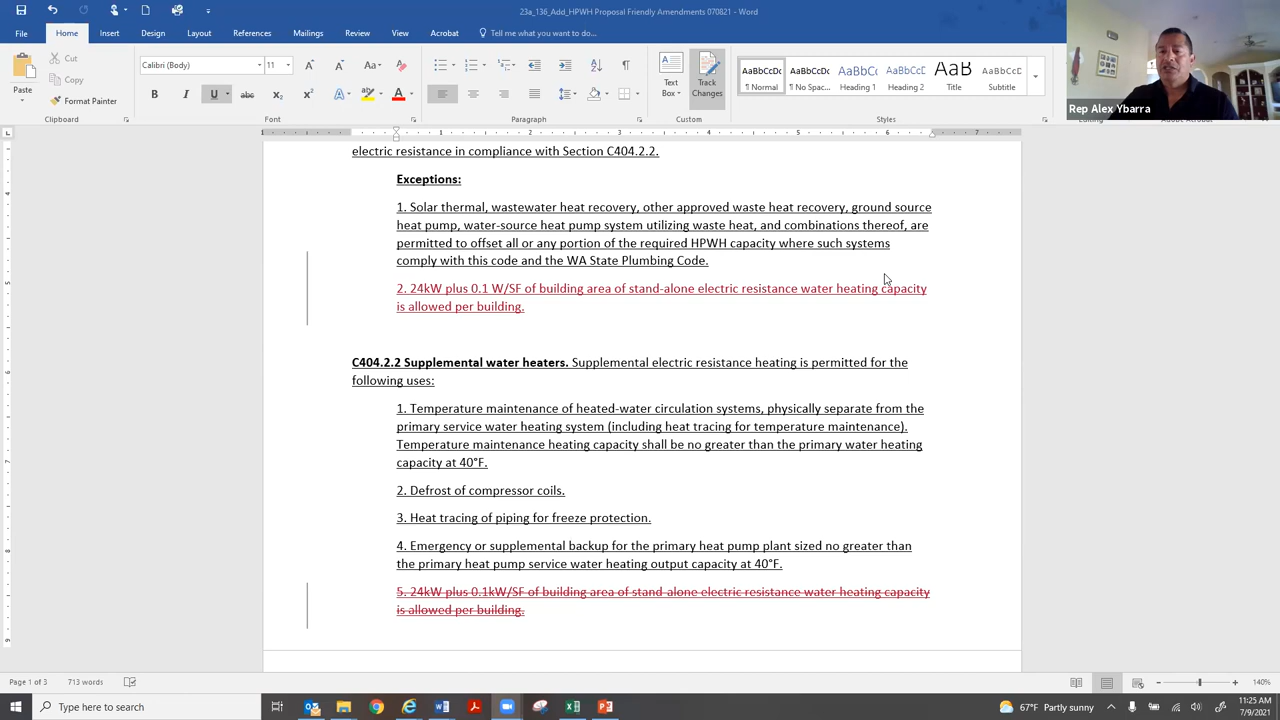 23a_136_Add_HPWH Proposal Friendly Amendments 070821 - Word
File Home Insert Design Layout References Mailings Review View Acrobat Tell me what you want to do...
Cut
Copy
Format Painter
Paste
Calibri (Body) 11
B I U abc
Text Box
Track Changes
AaBbCcDc AaBbCcDc AaBbCc AaBbCcD AaB AaBbCcD
¶ Normal ¶ No Spac... Heading 1 Heading 2 Title Subtitle
Clipboard Font Paragraph Custom Styles Editing
Rep Alex Ybarra
1 1 2 3 4 5 6 7
electric resistance in compliance with Section C404.2.2.
Exceptions:
1. Solar thermal, wastewater heat recovery, other approved waste heat recovery, ground source
heat pump, water-source heat pump system utilizing waste heat, and combinations thereof, are
permitted to offset all or any portion of the required HPWH capacity where such systems
comply with this code and the WA State Plumbing Code.
2. 24kW plus 0.1 W/SF of building area of stand-alone electric resistance water heating capacity
is allowed per building.
C404.2.2 Supplemental water heaters. Supplemental electric resistance heating is permitted for the
following uses:
1. Temperature maintenance of heated-water circulation systems, physically separate from the
primary service water heating system (including heat tracing for temperature maintenance).
Temperature maintenance heating capacity shall be no greater than the primary water heating
capacity at 40°F.
2. Defrost of compressor coils.
3. Heat tracing of piping for freeze protection.
4. Emergency or supplemental backup for the primary heat pump plant sized no greater than
the primary heat pump service water heating output capacity at 40°F.
5. 24kW plus 0.1kW/SF of building area of stand-alone electric resistance water heating capacity
is allowed per building.
Page 1 of 3 713 words 140%
Type here to search
67°F Partly sunny
11:25 AM
7/9/2021